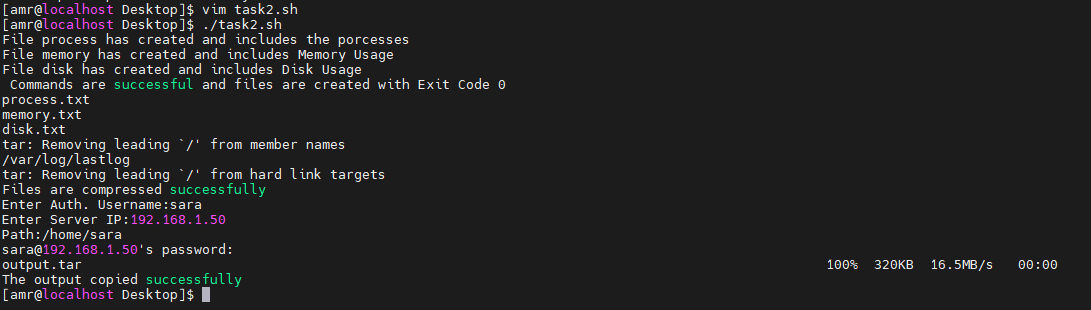 [amr@localhost Desktop]$ vim task2.sh
[amr@localhost Desktop]$ ./task2.sh
File process has created and includes the porcesses
File memory has created and includes Memory Usage
File disk has created and includes Disk Usage
 Commands are successful and files are created with Exit Code 0
process.txt
memory.txt
disk.txt
tar: Removing leading `/' from member names
/var/log/lastlog
tar: Removing leading `/' from hard link targets
Files are compressed successfully
Enter Auth. Username:sara
Enter Server IP:192.168.1.50
Path:/home/sara
sara@192.168.1.50's password:
output.tar 100% 320KB 16.5MB/s 00:00
The output copied successfully
[amr@localhost Desktop]$